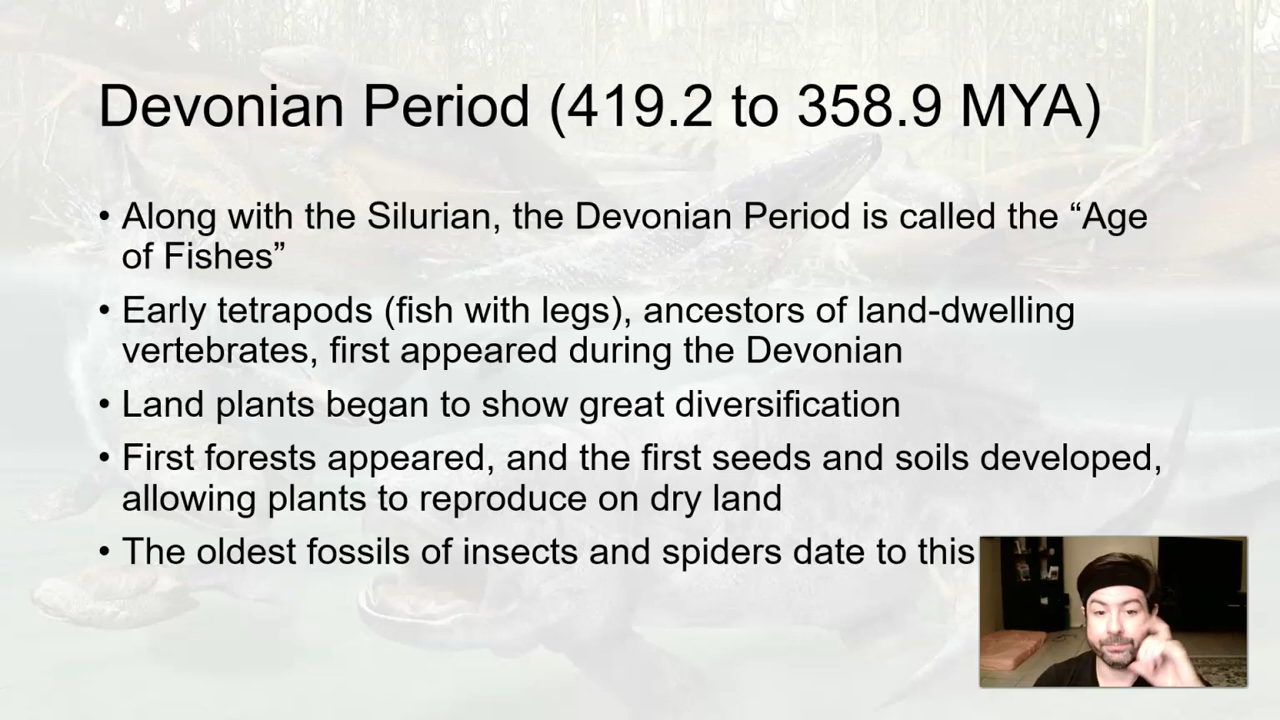 Devonian Period (419.2 to 358.9 MYA)
• Along with the Silurian, the Devonian Period is called the “Age
of Fishes”
• Early tetrapods (fish with legs), ancestors of land-dwelling
vertebrates, first appeared during the Devonian
• Land plants began to show great diversification
• First forests appeared, and the first seeds and soils developed,
allowing plants to reproduce on dry land
• The oldest fossils of insects and spiders date to this